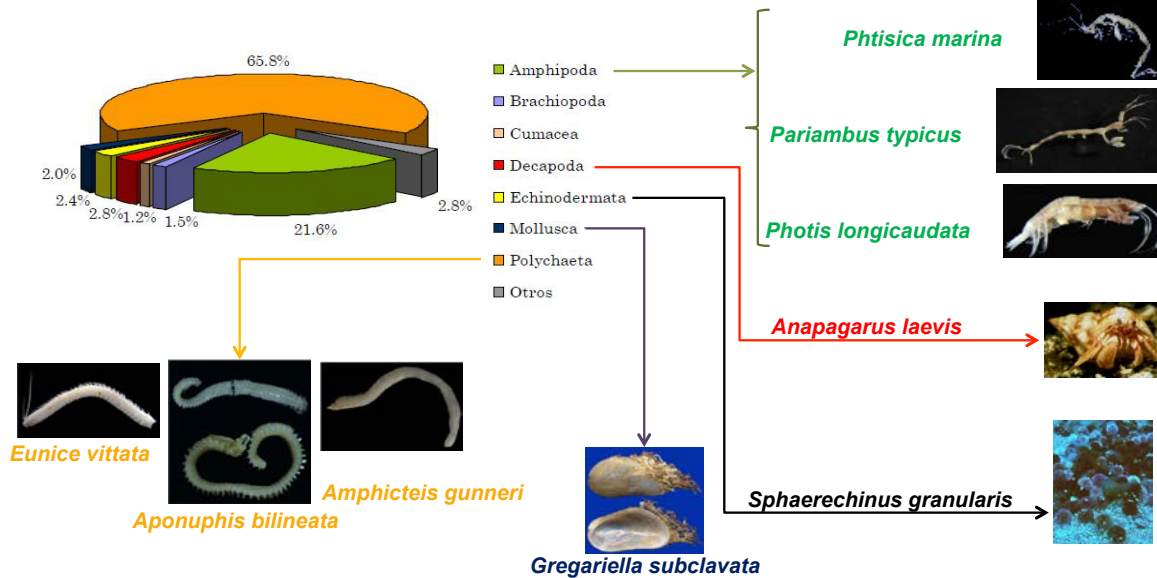 65.8%
2.0%
2.4%
2.8%
1.2%
1.5%
21.6%
2.8%
Amphipoda
Brachiopoda
Cumacea
Decapoda
Echinodermata
Mollusca
Polychaeta
Otros
Phtisica marina
Pariambus typicus
Photis longicaudata
Anapagarus laevis
Sphaerechinus granularis
Eunice vittata
Aponuphis bilineata
Amphicteis gunneri
Gregariella subclavata